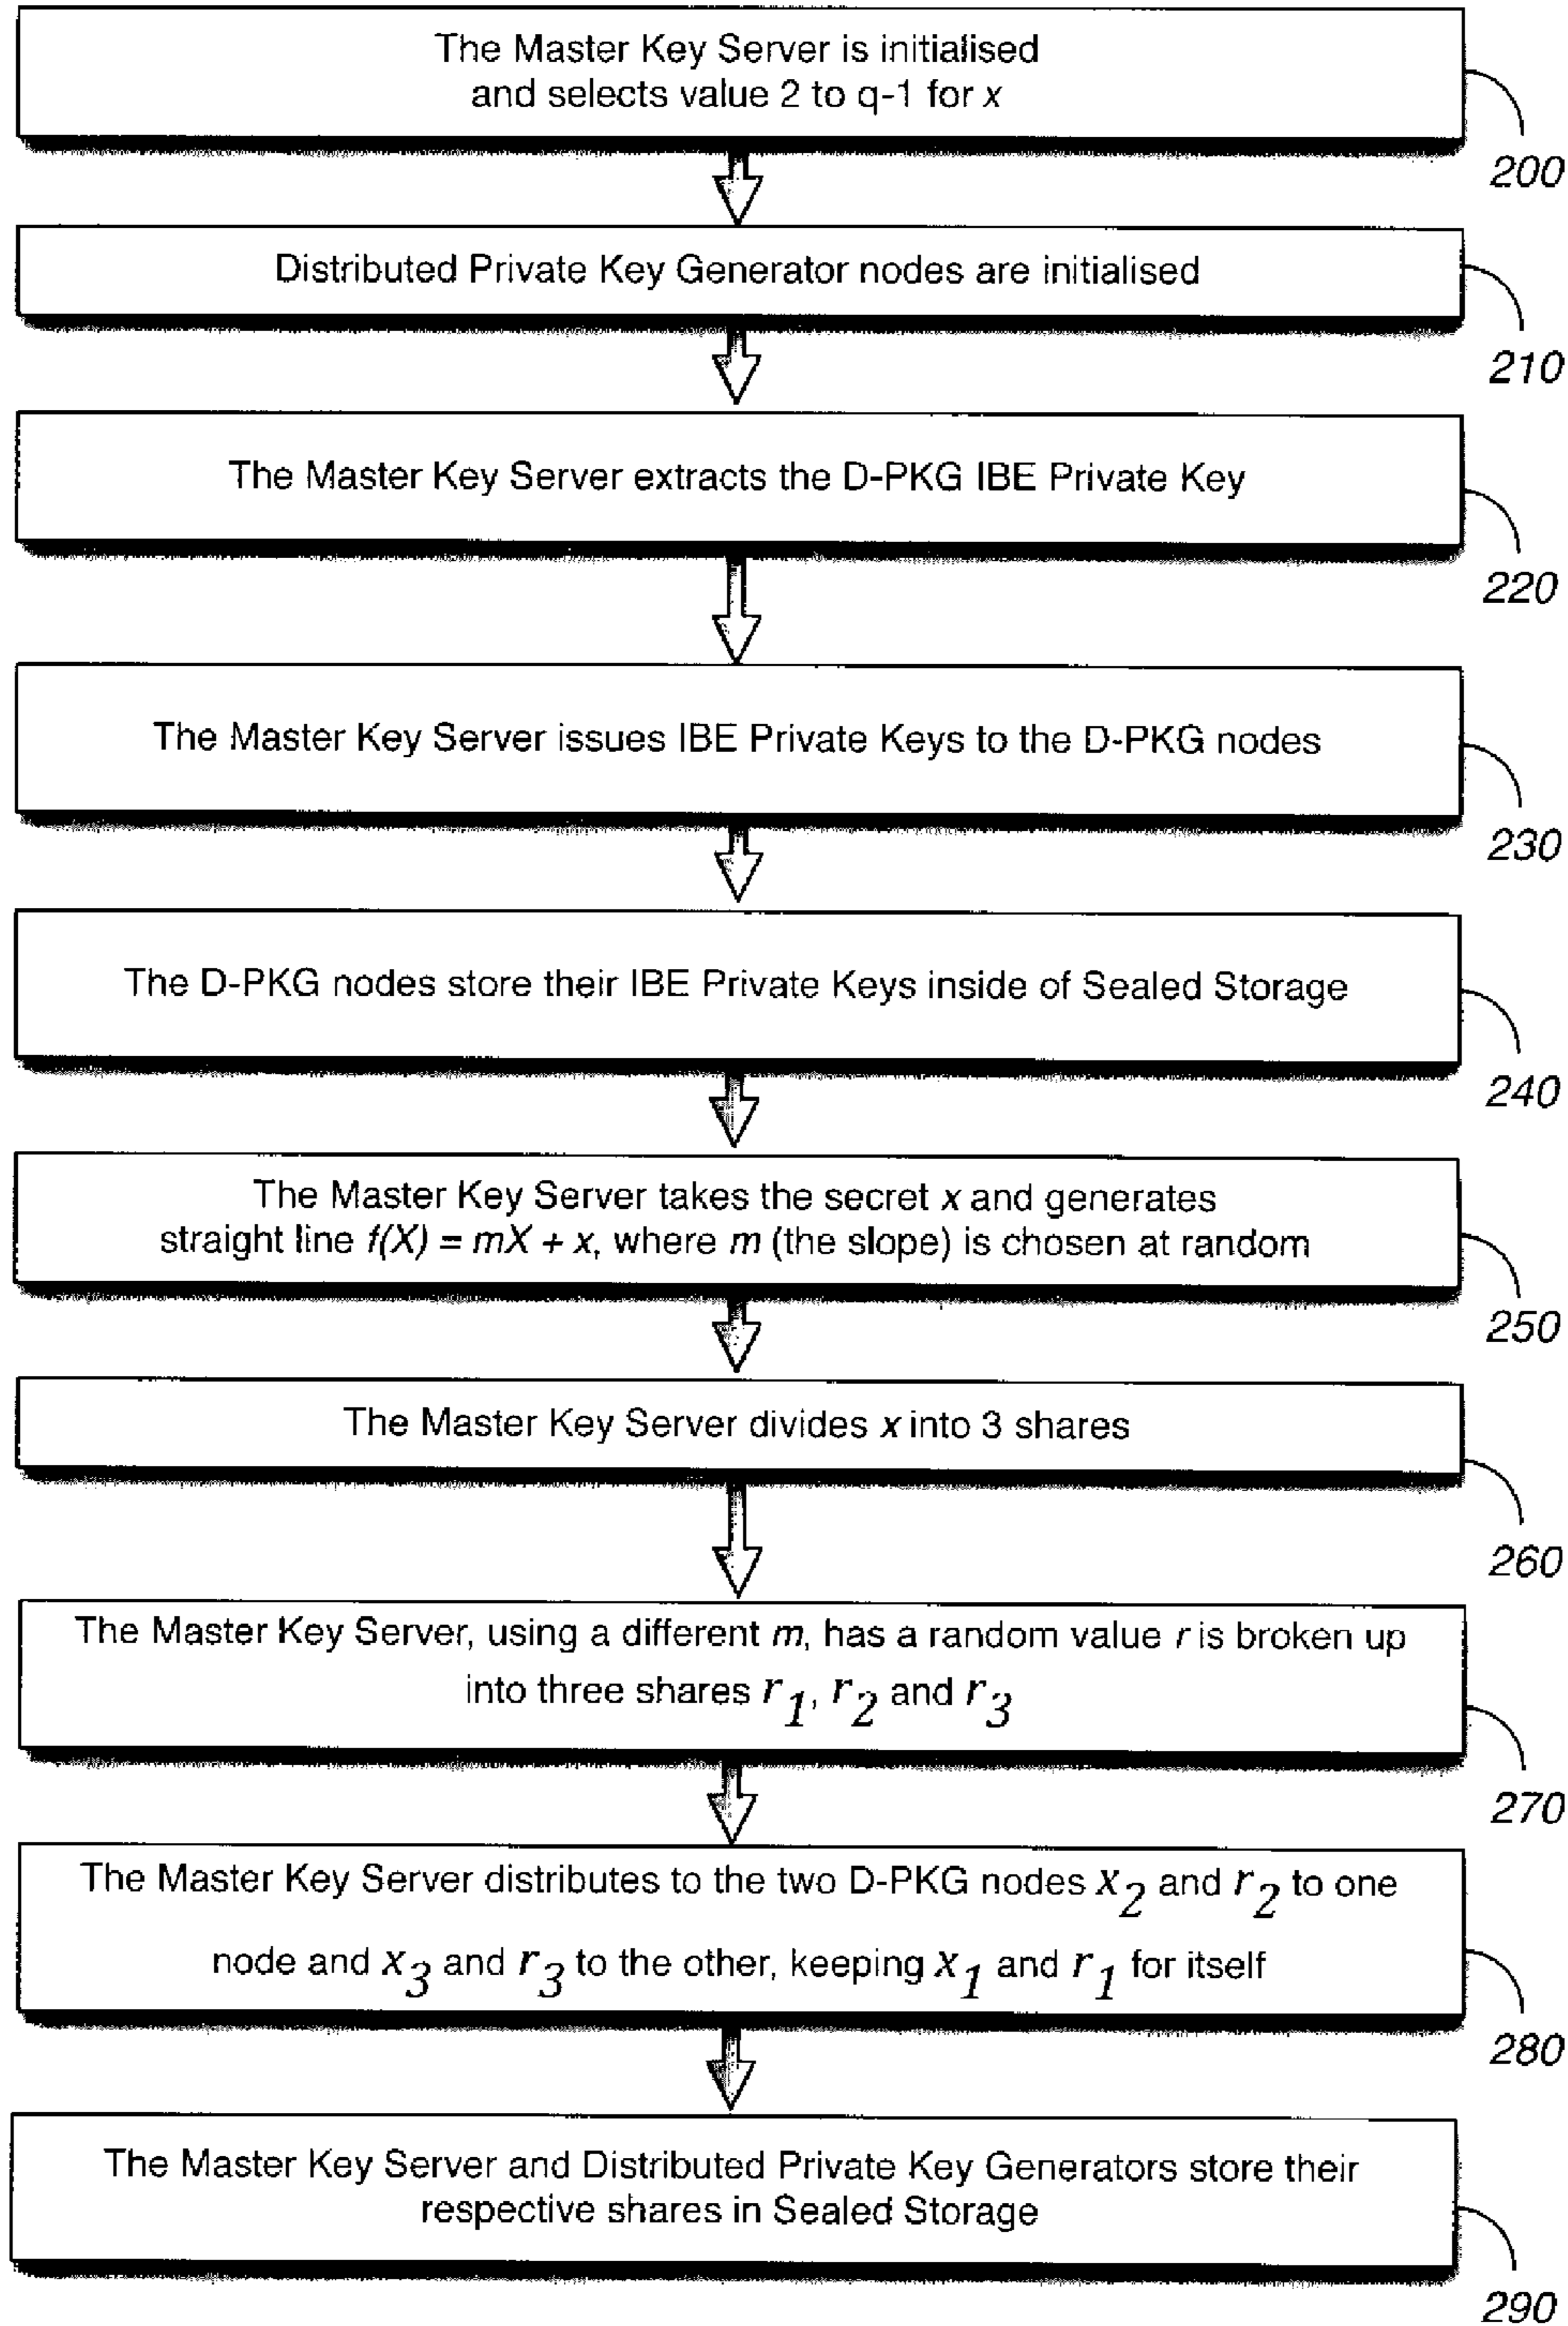 The Master Key Server is initialised
and selects value 2 to q-1 for x
200
Distributed Private Key Generator nodes are initialised
210
The Master Key Server extracts the D-PKG IBE Private Key
220
The Master Key Server issues IBE Private Keys to the D-PKG nodes
230
The D-PKG nodes store their IBE Private Keys inside of Sealed Storage
240
The Master Key Server takes the secret x and generates
straight line f(X) = mX + x, where m (the slope) is chosen at random
250
The Master Key Server divides x into 3 shares
260
The Master Key Server, using a different m, has a random value r is broken up
into three shares r1, r2 and r3
270
The Master Key Server distributes to the two D-PKG nodes x2 and r2 to one
node and x3 and r3 to the other, keeping x1 and r1 for itself
280
The Master Key Server and Distributed Private Key Generators store their
respective shares in Sealed Storage
290